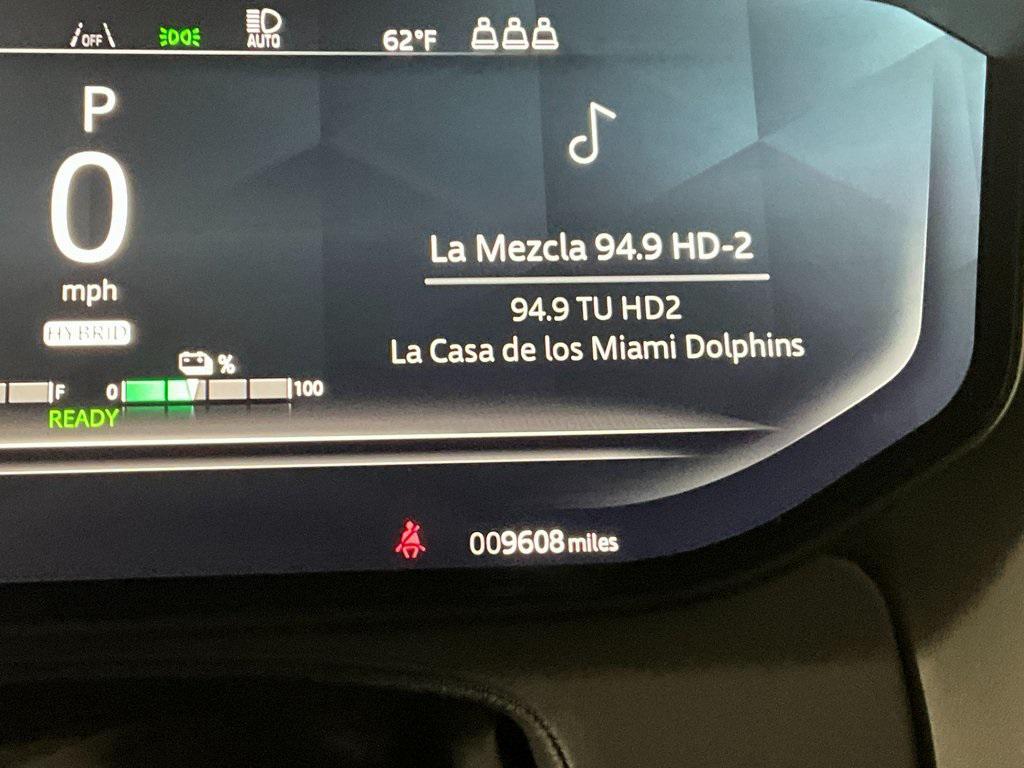 OFF
AUTO
62°F
P
0
mph
HYBRID
La Mezcla 94.9 HD-2
94.9 TU HD2
La Casa de los Miami Dolphins
%
F
0
100
READY
009608 miles